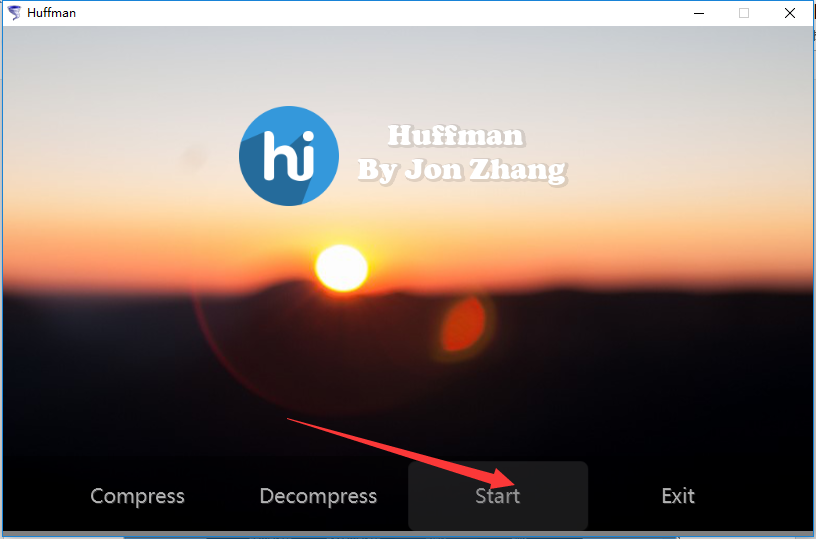 Huffman
hi
Huffman
By Jon Zhang
Compress
Decompress
Start
Exit